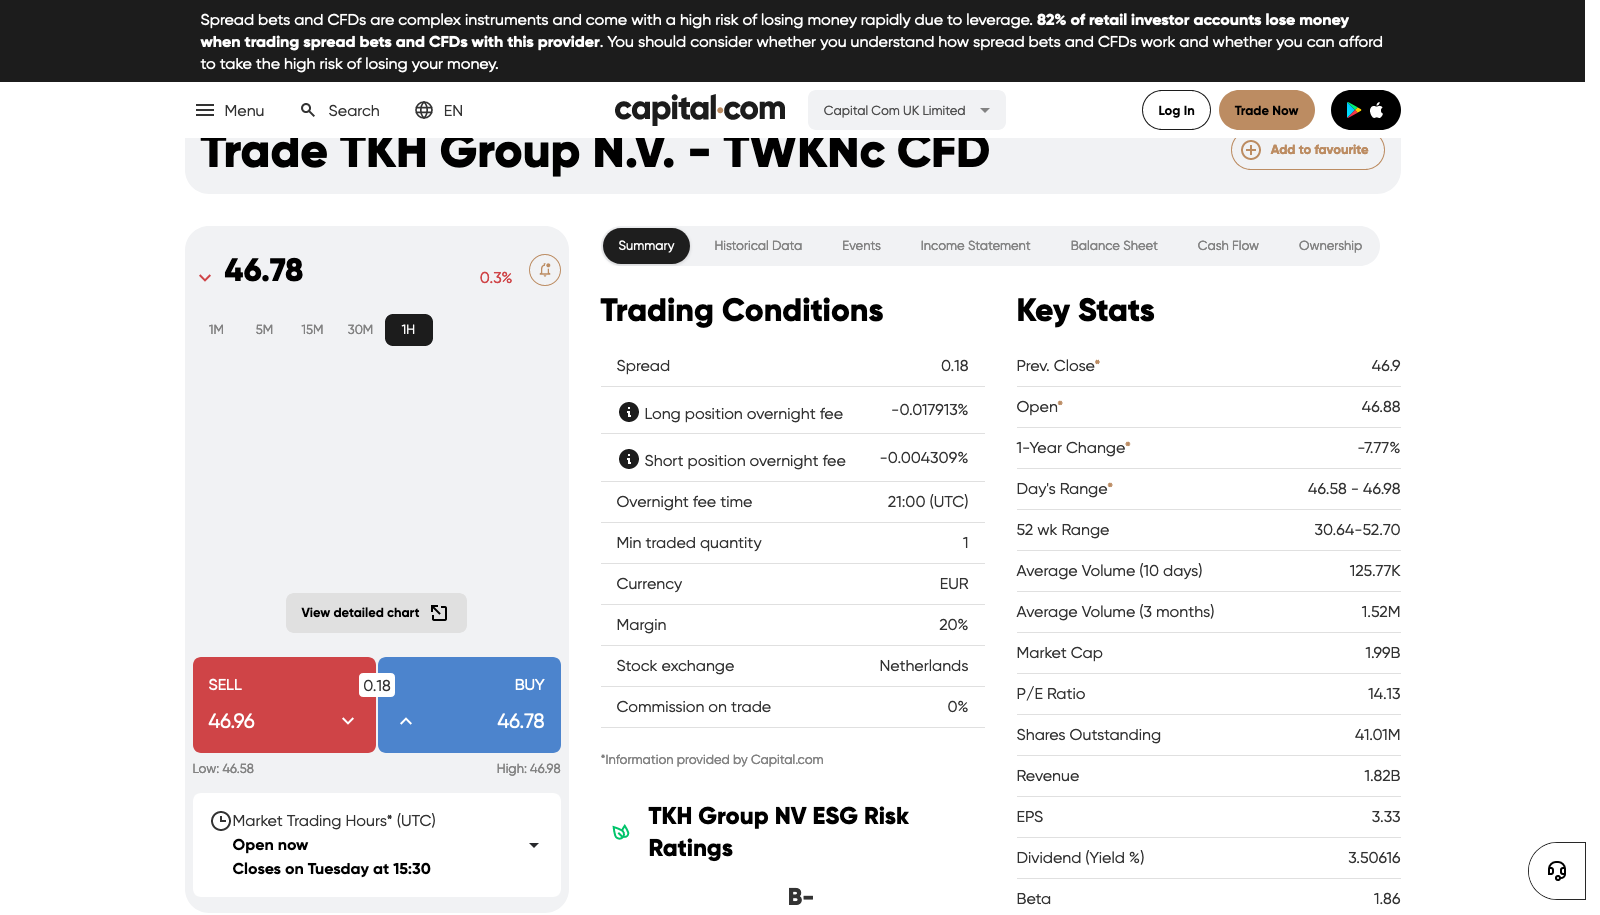 Spread bets and CFDs are complex instruments and come with a high risk of losing money rapidly due to leverage. 82% of retail investor accounts lose money
when trading spread bets and CFDs with this provider. You should consider whether you understand how spread bets and CFDs work and whether you can afford
to take the high risk of losing your money.
Menu Search EN capital.com Capital Com UK Limited Log In Trade Now
Trade TKH Group N.V. - TWKNc CFD Add to favourite
46.78 0.3%
1M 5M 15M 30M 1H
View detailed chart
SELL 0.18 BUY
46.96 46.78
Low: 46.58 High: 46.98
Market Trading Hours* (UTC)
Open now
Closes on Tuesday at 15:30
Summary Historical Data Events Income Statement Balance Sheet Cash Flow Ownership
Trading Conditions
Spread 0.18
Long position overnight fee -0.017913%
Short position overnight fee -0.004309%
Overnight fee time 21:00 (UTC)
Min traded quantity 1
Currency EUR
Margin 20%
Stock exchange Netherlands
Commission on trade 0%
*Information provided by Capital.com
TKH Group NV ESG Risk
Ratings
B-
Key Stats
Prev. Close* 46.9
Open* 46.88
1-Year Change* -7.77%
Day's Range* 46.58 - 46.98
52 wk Range 30.64-52.70
Average Volume (10 days) 125.77K
Average Volume (3 months) 1.52M
Market Cap 1.99B
P/E Ratio 14.13
Shares Outstanding 41.01M
Revenue 1.82B
EPS 3.33
Dividend (Yield %) 3.50616
Beta 1.86